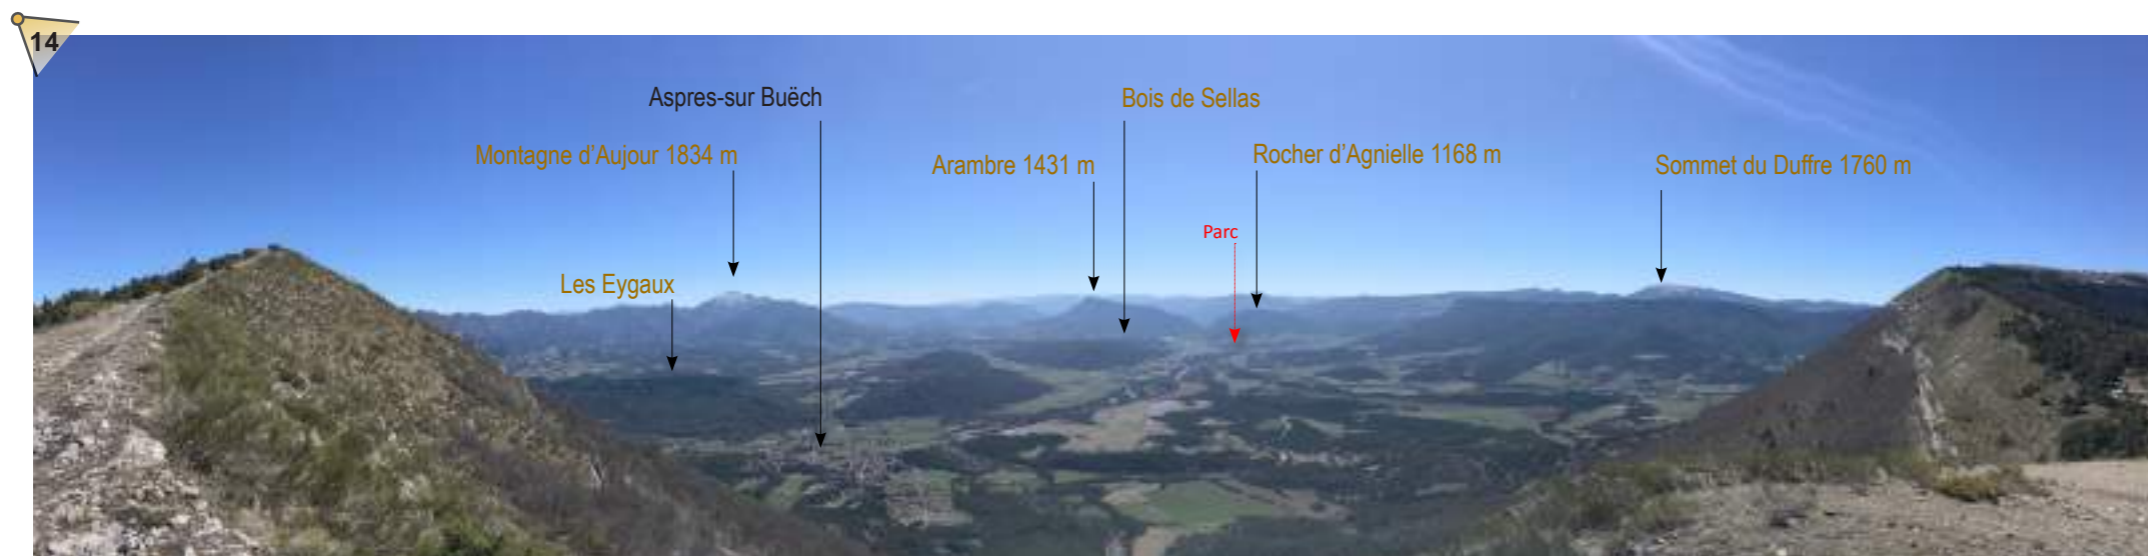 14
Aspres-sur Buëch
Bois de Sellas
Montagne d'Aujour 1834 m
Arambre 1431 m
Rocher d'Agnielle 1168 m
Sommet du Duffre 1760 m
Parc
Les Eygaux